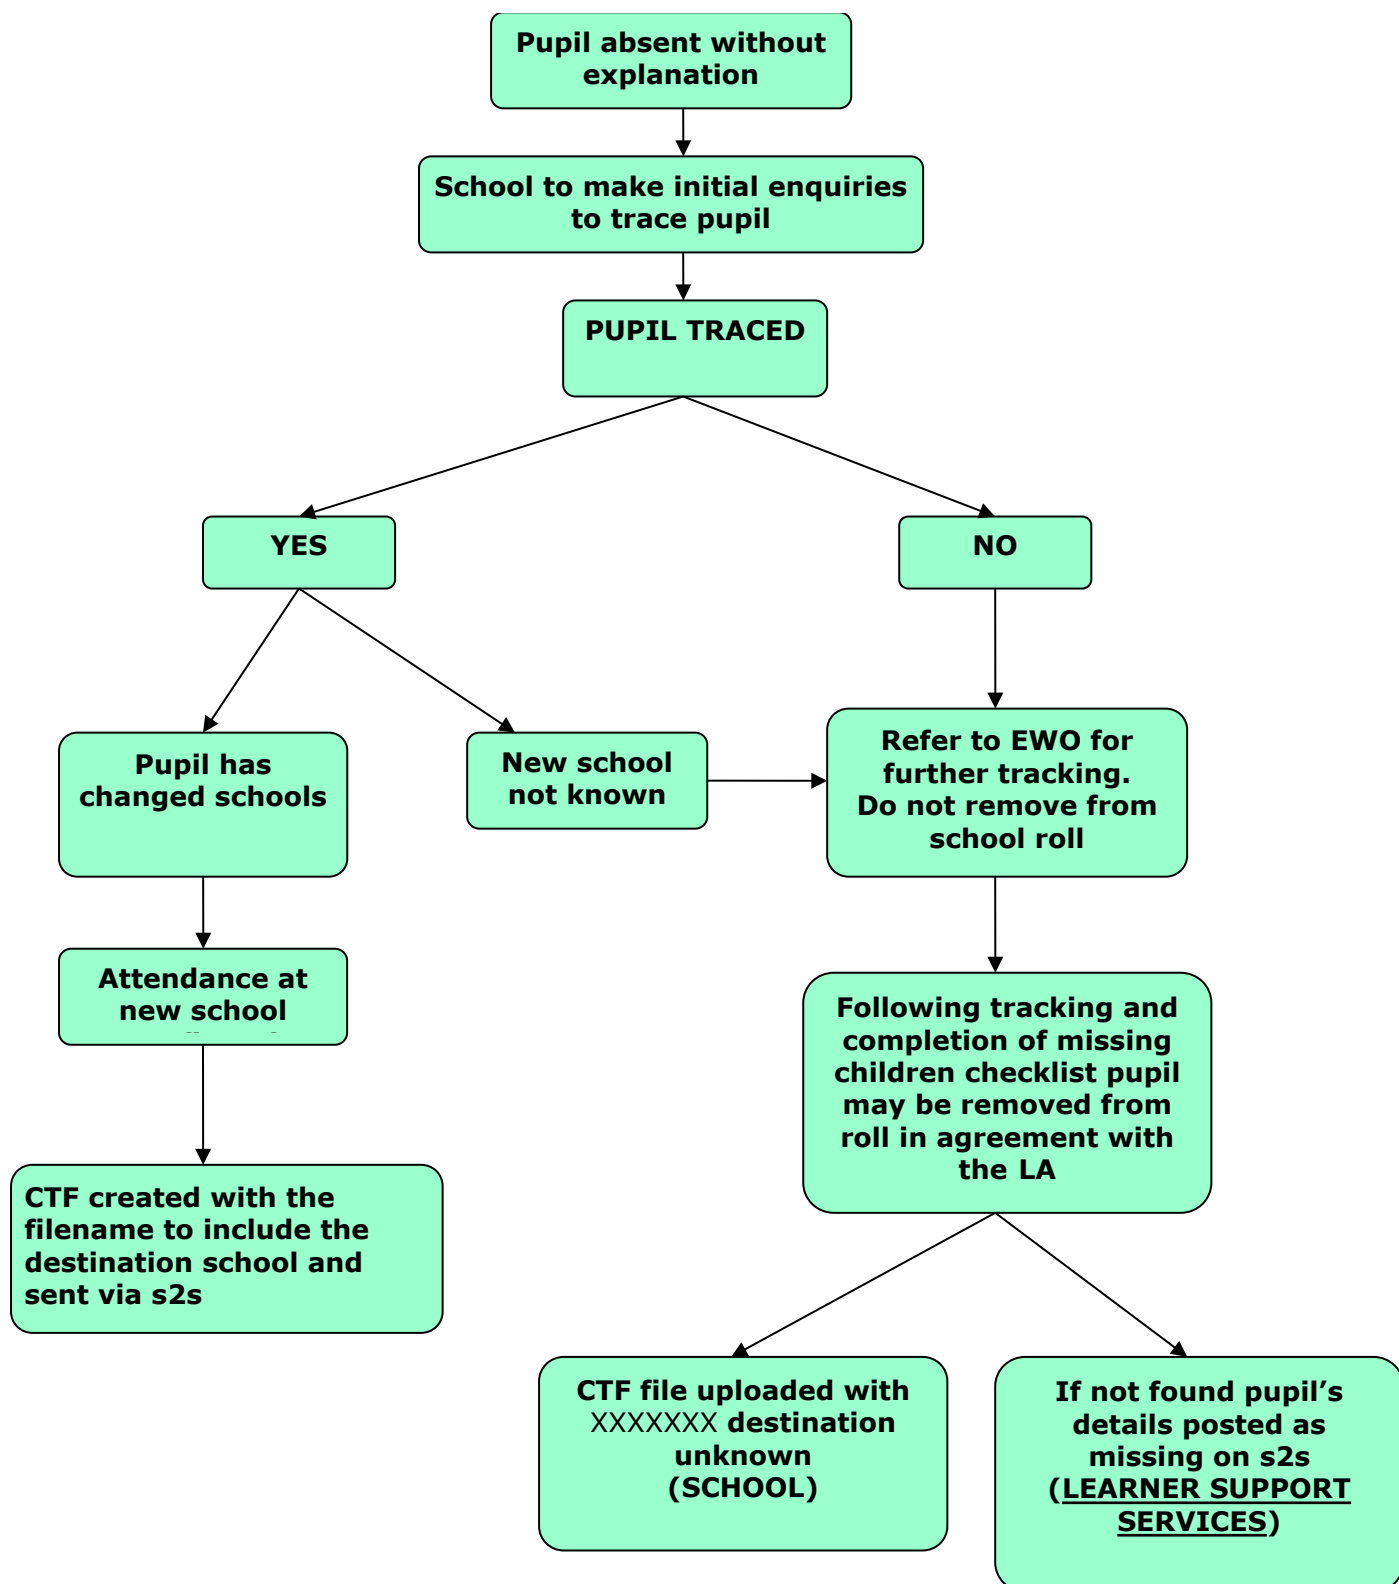 Pupil absent without
explanation
School to make initial enquiries
to trace pupil
PUPIL TRACED
YES
NO
Pupil has
changed schools
New school
not known
Refer to EWO for
further tracking.
Do not remove from
school roll
Attendance at
new school
Following tracking and
completion of missing
children checklist pupil
may be removed from
roll in agreement with
the LA
CTF created with the
filename to include the
destination school and
sent via s2s
CTF file uploaded with
XXXXXXX destination
unknown
(SCHOOL)
If not found pupil’s
details posted as
missing on s2s
(LEARNER SUPPORT
SERVICES)